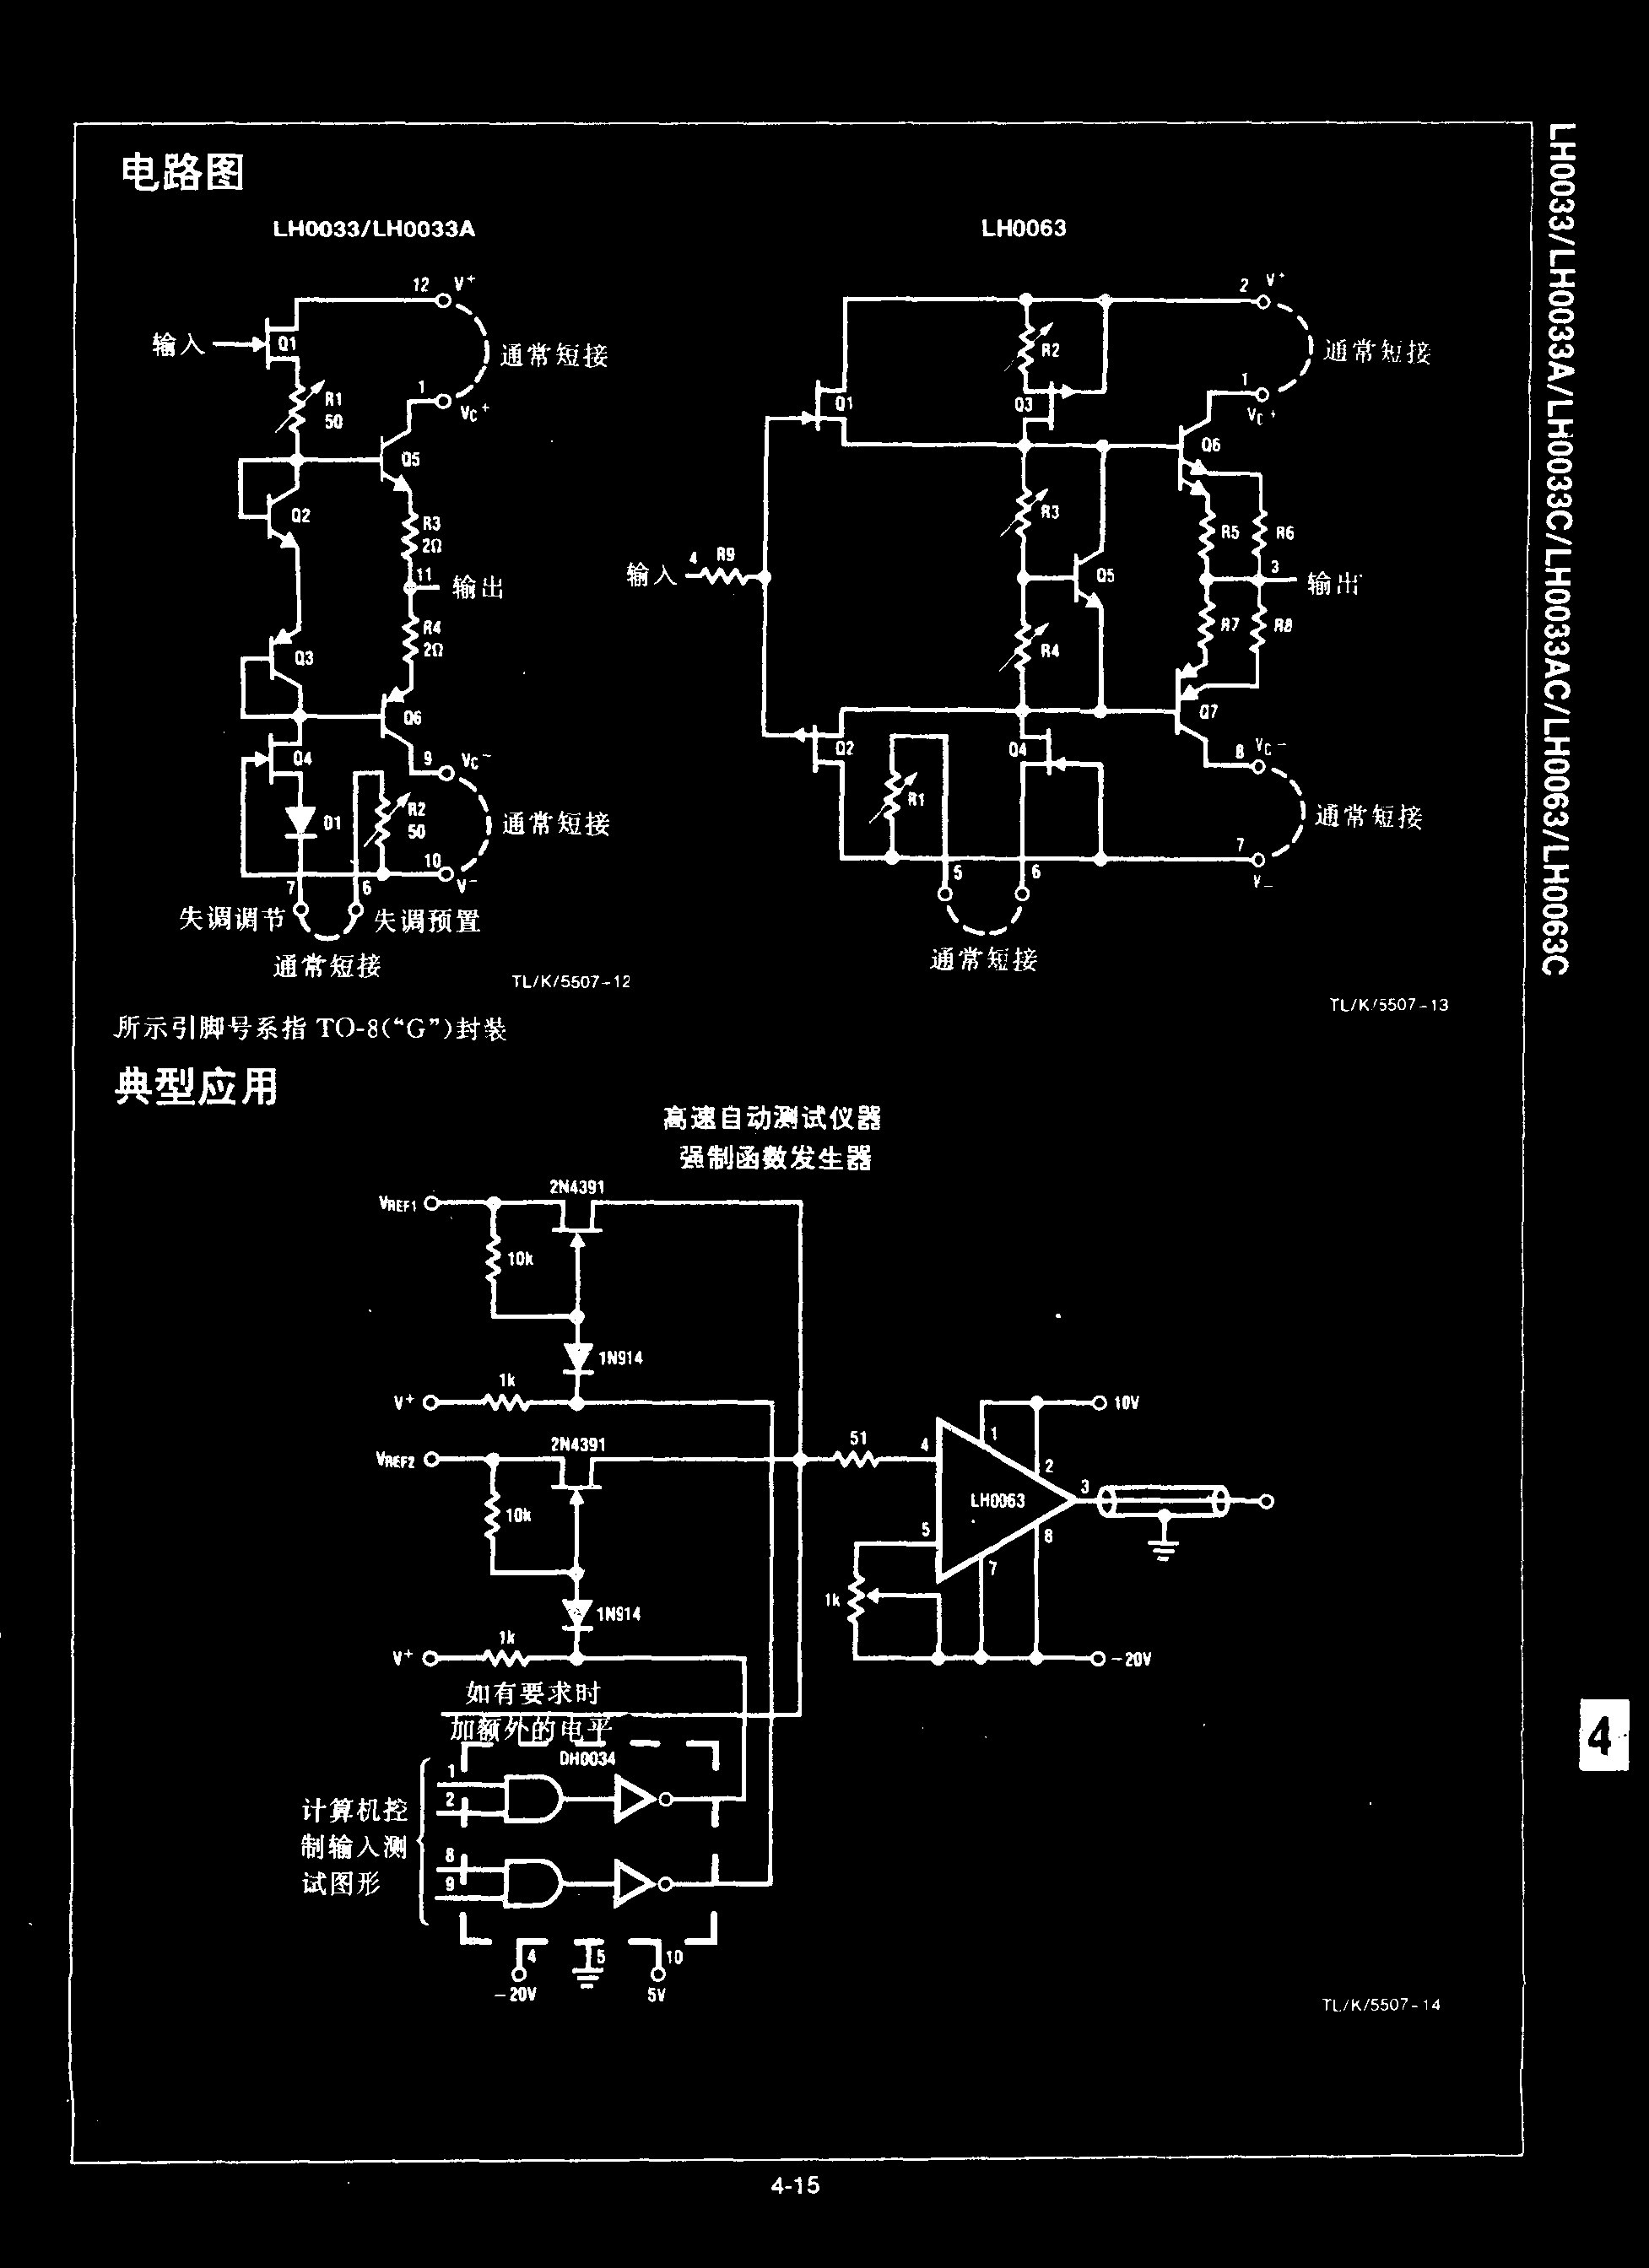 LH0033/LH0033A/LH0033C/LH0033AC/LH0063/LH0063C
电路图
LH0033/LH0033A
12 V+
输入
Q1
通常短接
R1
50
1
VC+
Q5
Q2
R3
2Ω
11
输出
R4
2Ω
Q3
Q6
Q4
9 VC−
D1
R2
50
通常短接
10
V−
7
6
失调调节
失调预置
通常短接
TL/K/5507-12
LH0063
2 V+
R2
通常短接
Q1
Q3
1
VC+
Q6
R3
R5
R6
输入
4 R9
Q5
3
输出
R7
R8
R4
Q7
Q2
Q4
8 VC−
R1
通常短接
7
V−
5
6
通常短接
TL/K/5507-13
所示引脚号系指 TO-8(“G”)封装
典型应用
高速自动测试仪器
强制函数发生器
VREF1
2N4391
10k
1N914
V+
1k
10V
VREF2
2N4391
51
4
1
2
LH0063
3
10k
5
8
7
1k
1N914
V+
1k
−20V
如有要求时
加额外的电平
DH0034
1
2
计算机控
制输入测
试图形
8
9
4
5
10
−20V
5V
TL/K/5507-14
4
4-15